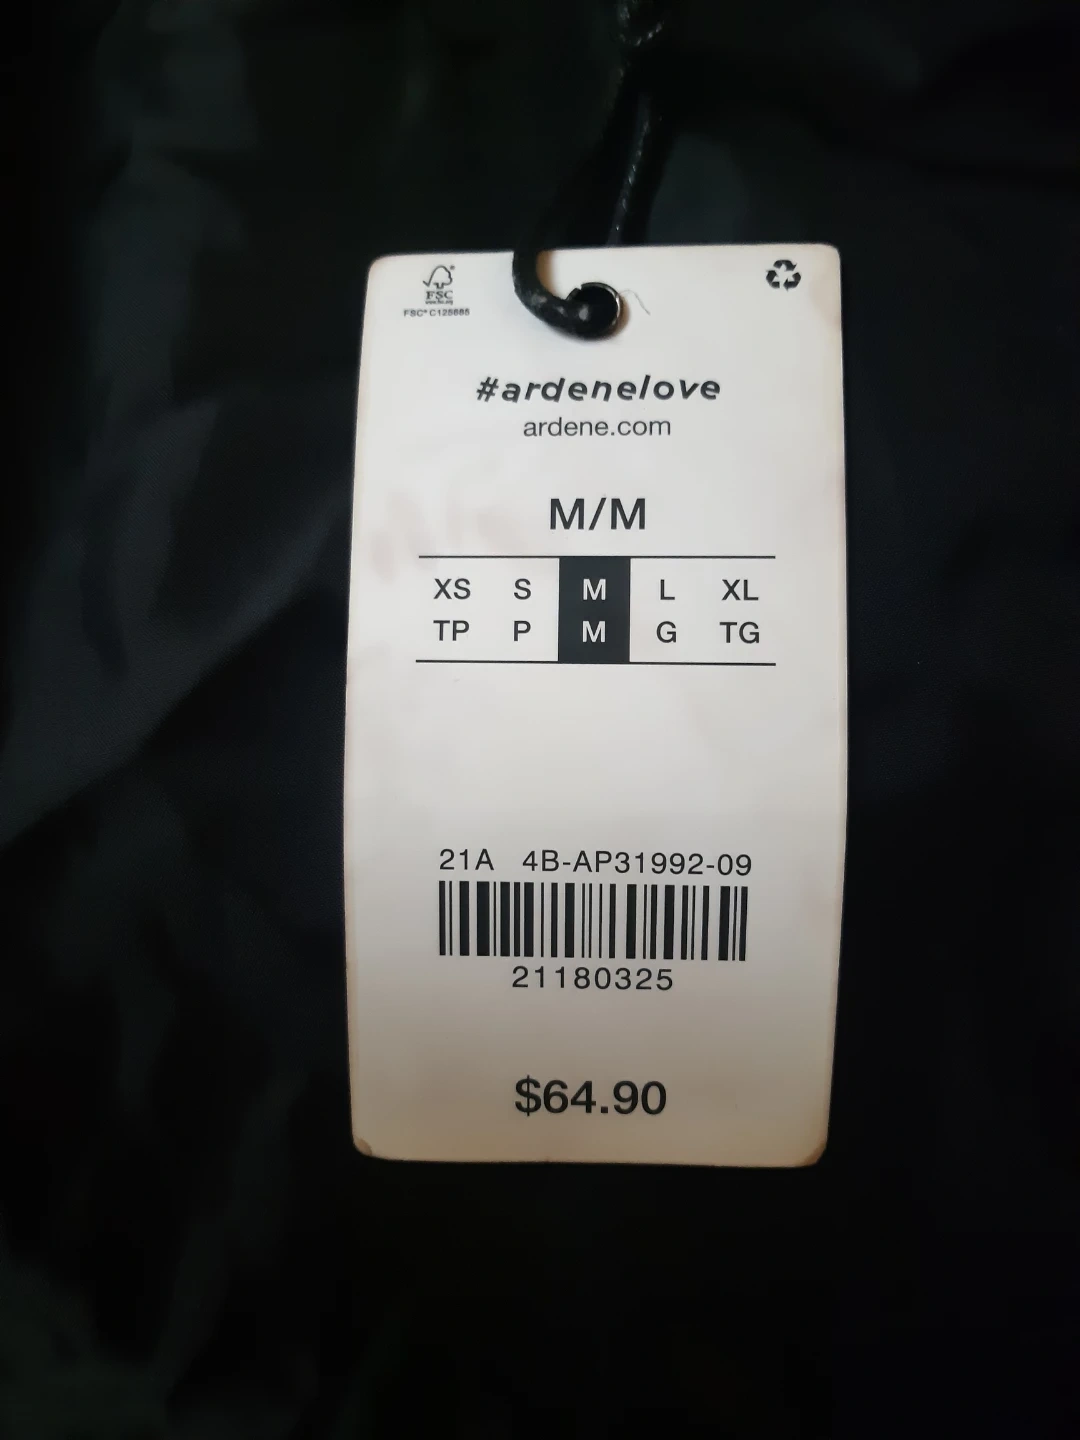 FSC
FSC® C125885
#ardenelove
ardene.com
M/M
XS S M L XL
TP P M G TG
21A 4B-AP31992-09
21180325
$64.90